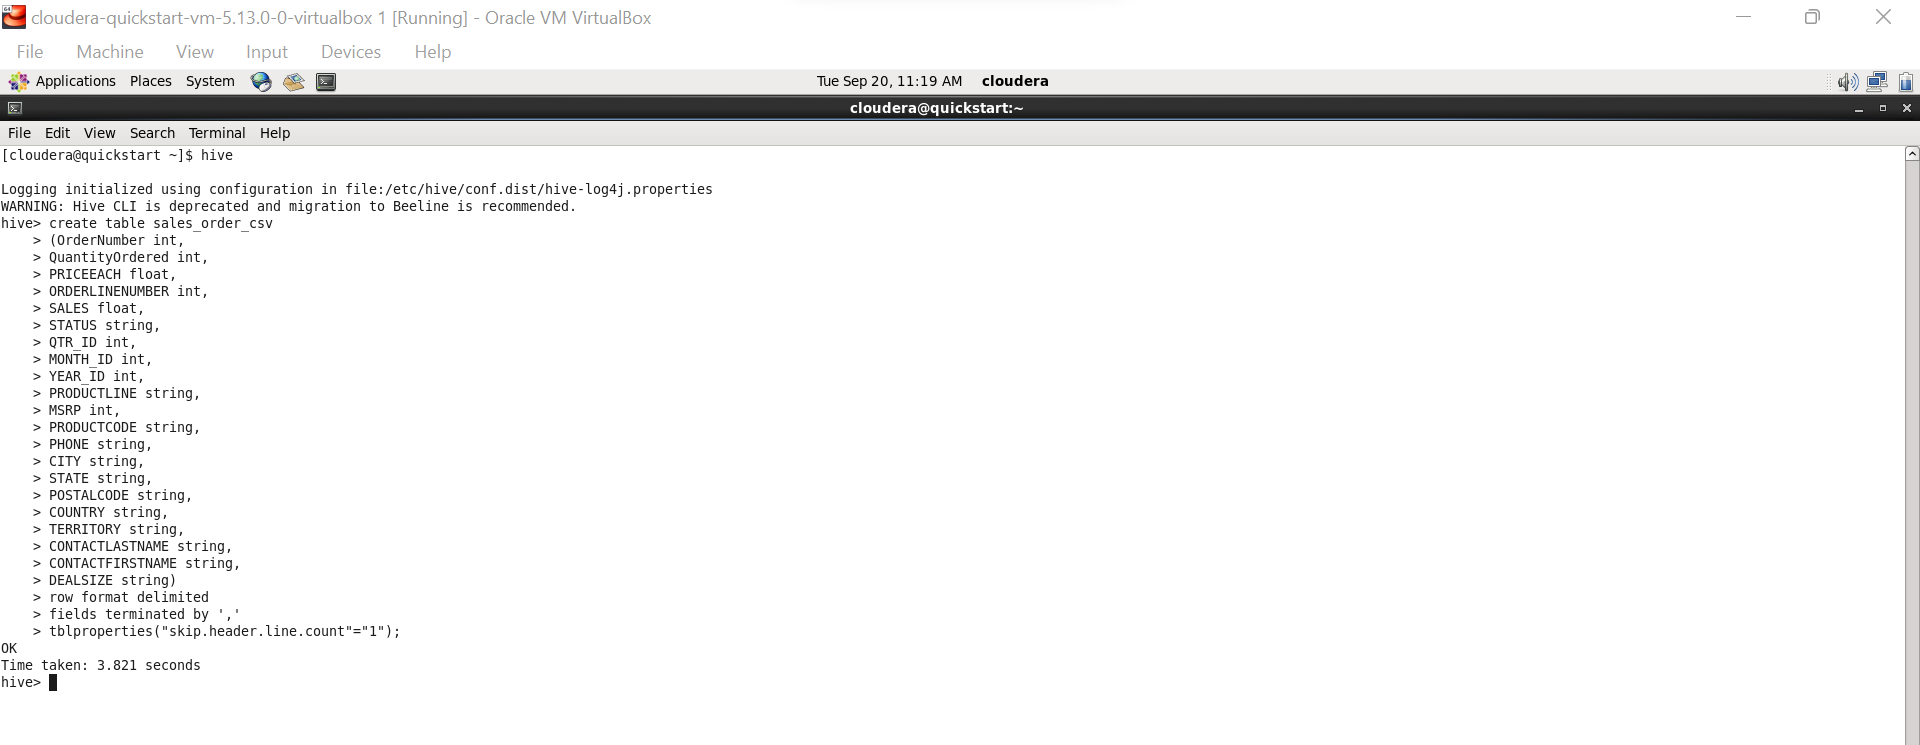 cloudera-quickstart-vm-5.13.0-0-virtualbox 1 [Running] - Oracle VM VirtualBox
File Machine View Input Devices Help
Applications Places System Tue Sep 20, 11:19 AM cloudera
cloudera@quickstart:~
File Edit View Search Terminal Help
[cloudera@quickstart ~]$ hive
Logging initialized using configuration in file:/etc/hive/conf.dist/hive-log4j.properties
WARNING: Hive CLI is deprecated and migration to Beeline is recommended.
hive> create table sales_order_csv
    > (OrderNumber int,
    > QuantityOrdered int,
    > PRICEEACH float,
    > ORDERLINENUMBER int,
    > SALES float,
    > STATUS string,
    > QTR_ID int,
    > MONTH_ID int,
    > YEAR_ID int,
    > PRODUCTLINE string,
    > MSRP int,
    > PRODUCTCODE string,
    > PHONE string,
    > CITY string,
    > STATE string,
    > POSTALCODE string,
    > COUNTRY string,
    > TERRITORY string,
    > CONTACTLASTNAME string,
    > CONTACTFIRSTNAME string,
    > DEALSIZE string)
    > row format delimited
    > fields terminated by ','
    > tblproperties("skip.header.line.count"="1");
OK
Time taken: 3.821 seconds
hive>